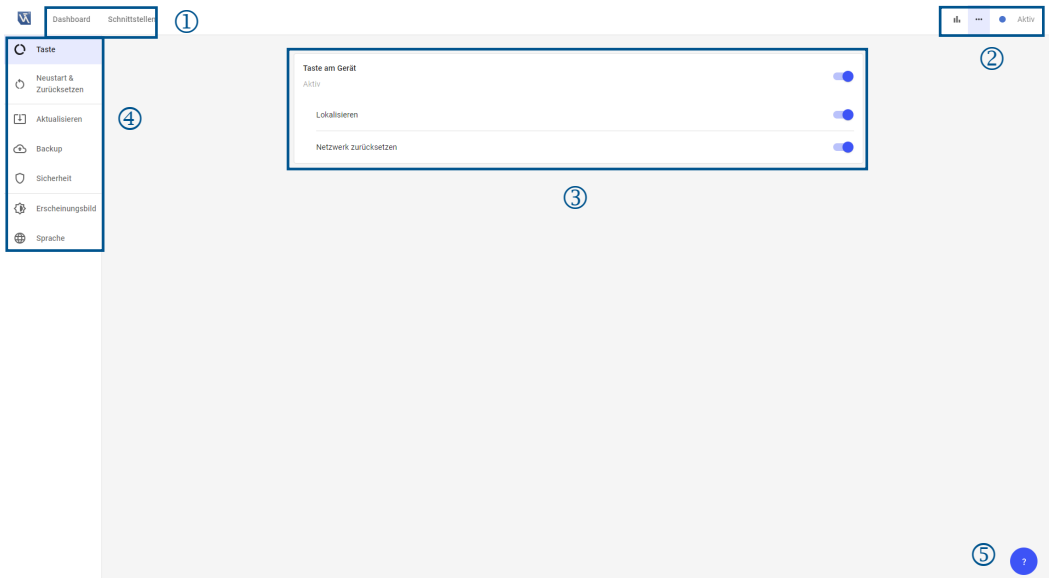 Dashboard Schnittstellen ① Aktiv
②
Taste
Neustart &
Zurücksetzen
Aktualisieren
Backup
Sicherheit
Erscheinungsbild
Sprache
④
Taste am Gerät
Aktiv
Lokalisieren
Netzwerk zurücksetzen
③
⑤ ?